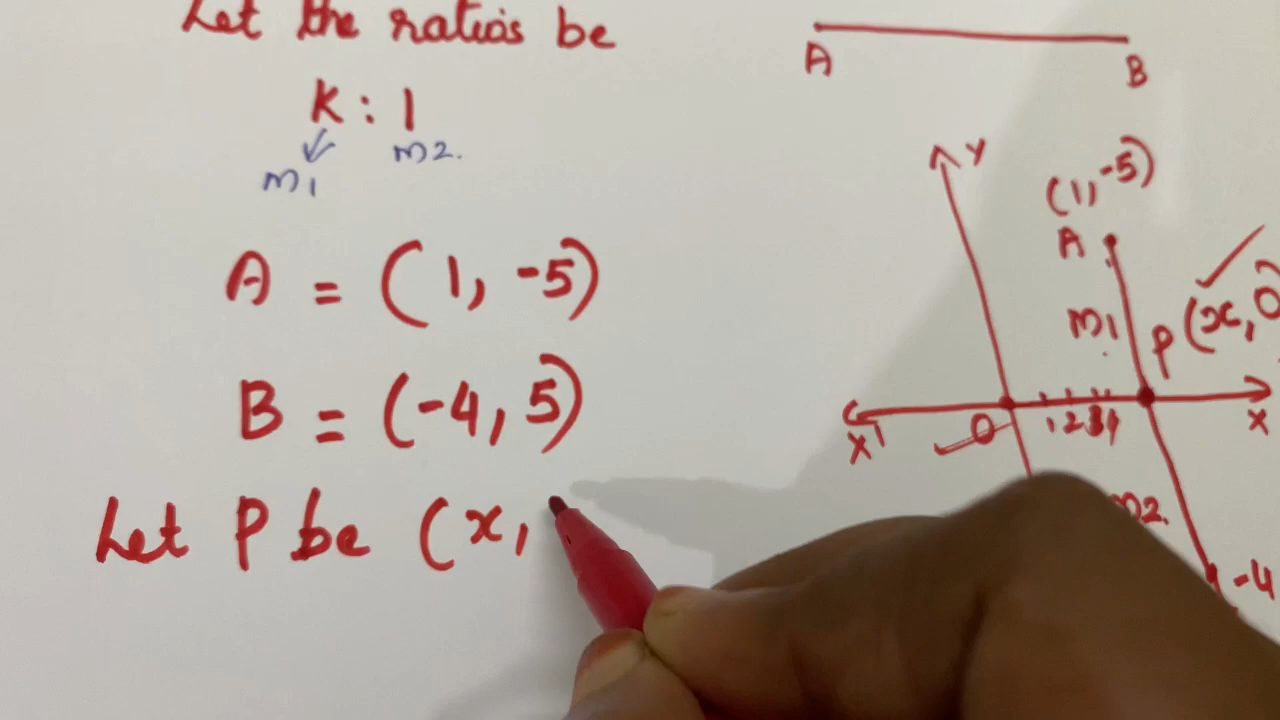 Let the ratios be
K : 1
m1 m2.
A = (1, -5)
B = (-4, 5)
Let P be (x,
A B
Y
(1, -5)
A
m1
P (x, 0)
X' O 1 2 3 4 X
m2
-4